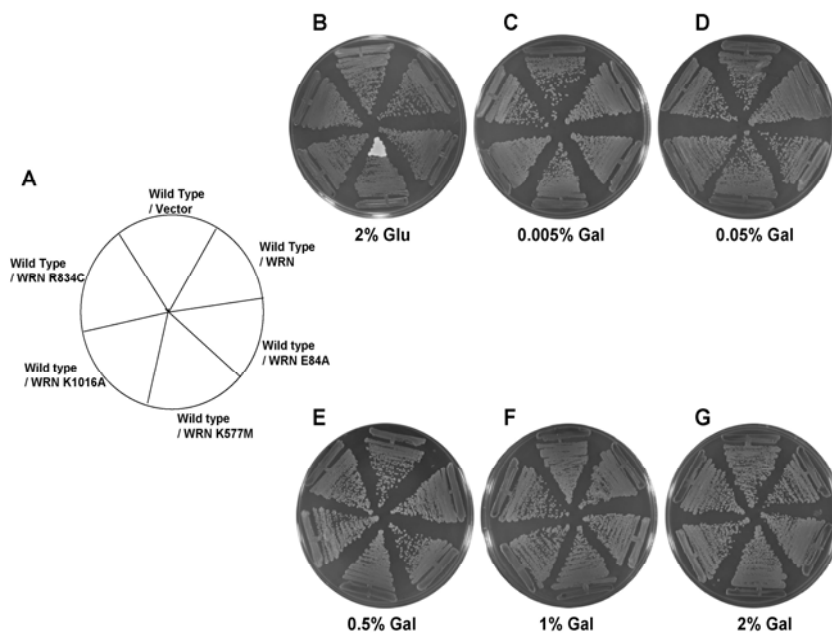 A
Wild Type
/ Vector
Wild Type
/ WRN
Wild type
/ WRN E84A
Wild type
/ WRN K577M
Wild type
/ WRN K1016A
Wild Type
/ WRN R834C
B
2% Glu
C
0.005% Gal
D
0.05% Gal
E
0.5% Gal
F
1% Gal
G
2% Gal